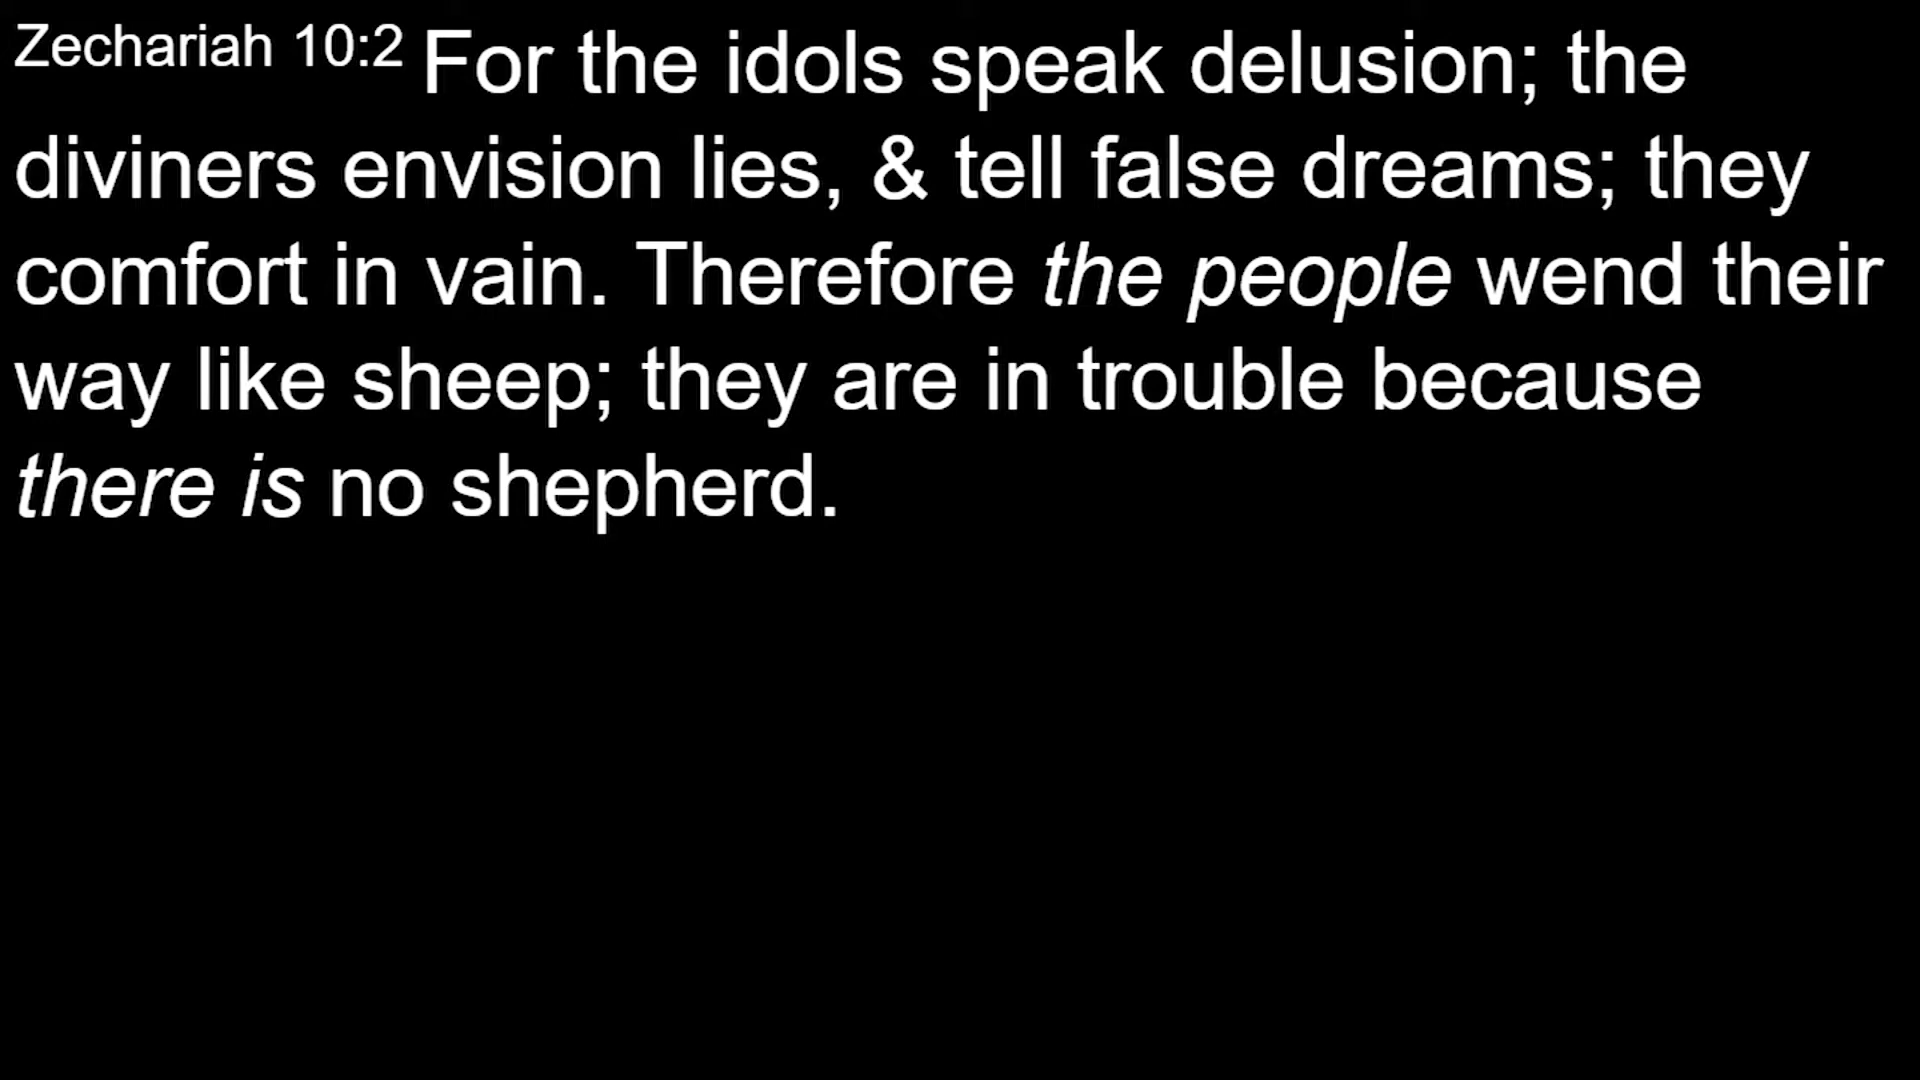 Zechariah 10:2 For the idols speak delusion; the
diviners envision lies, & tell false dreams; they
comfort in vain. Therefore the people wend their
way like sheep; they are in trouble because
there is no shepherd.